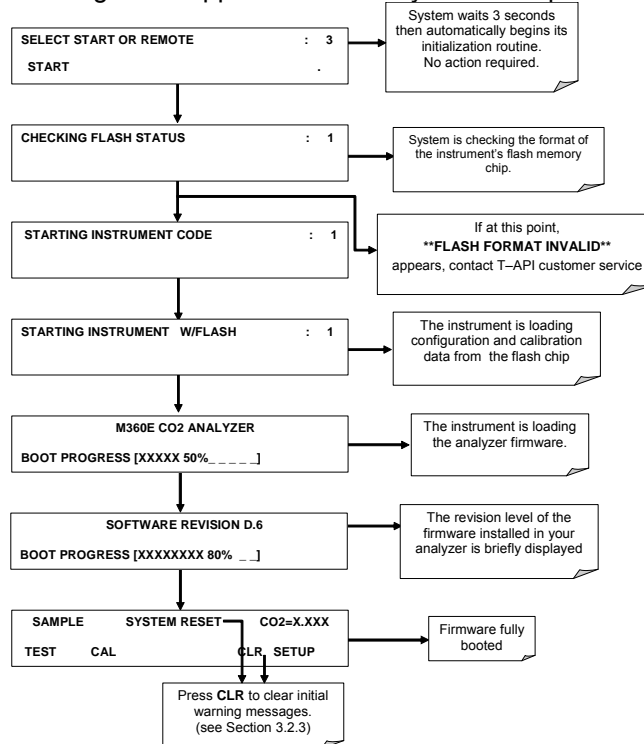 System waits 3 seconds
then automatically begins its
initialization routine.
No action required.
SELECT START OR REMOTE : 3
START .
CHECKING FLASH STATUS : 1
System is checking the format of
the instrument's flash memory
chip.
If at this point,
**FLASH FORMAT INVALID**
appears, contact T–API customer service
STARTING INSTRUMENT CODE : 1
STARTING INSTRUMENT W/FLASH : 1
The instrument is loading
configuration and calibration
data from the flash chip
M360E CO2 ANALYZER
BOOT PROGRESS [XXXXX 50%_ _ _ _ _]
The instrument is loading
the analyzer firmware.
SOFTWARE REVISION D.6
BOOT PROGRESS [XXXXXXXX 80% _ _]
The revision level of the
firmware installed in your
analyzer is briefly displayed
SAMPLE SYSTEM RESET CO2=X.XXX
TEST CAL CLR SETUP
Firmware fully
booted
Press CLR to clear initial
warning messages.
(see Section 3.2.3)